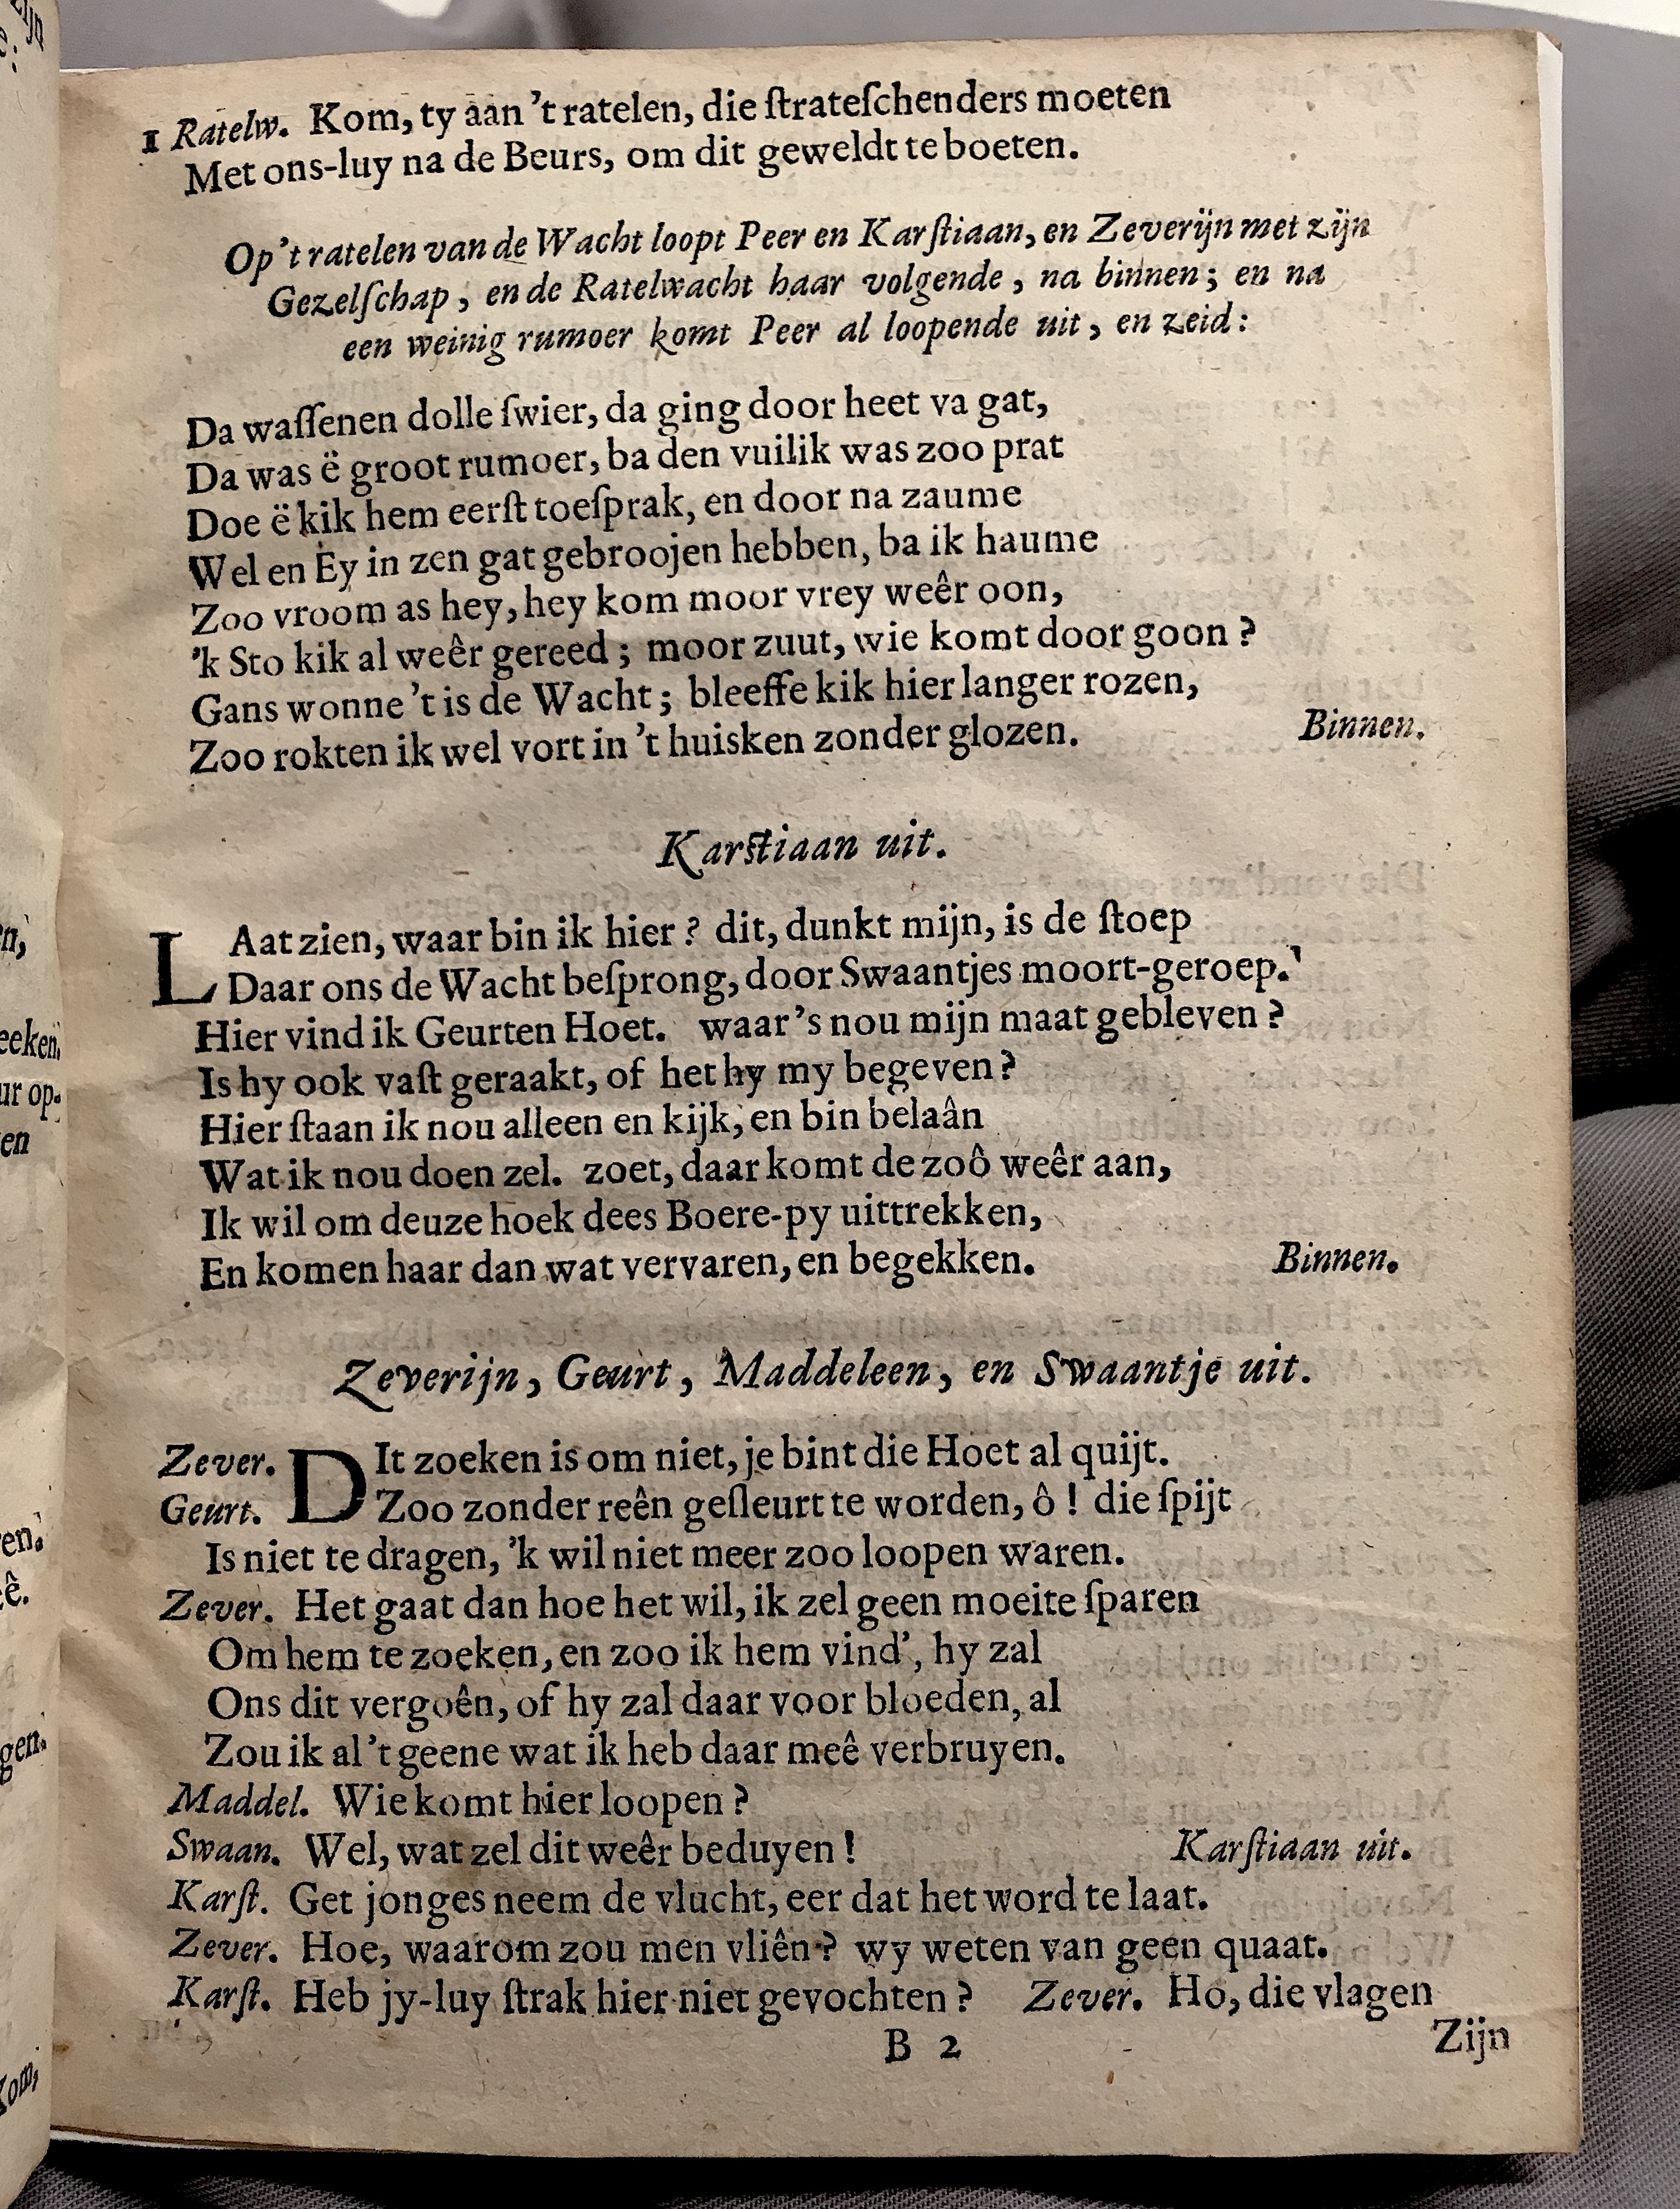 1 Ratelw. Kom, ty aan 't ratelen, die ſtrateſchenders moeten
Met ons-luy na de Beurs, om dit geweldt te boeten.
Op 't ratelen van de Wacht loopt Peer en Karſtiaan, en Zeverijn met zijn
Gezelſchap, en de Ratelwacht haar volgende, na binnen; en na
een weinig rumoer komt Peer al loopende uit, en zeid:
Da waſſenen dolle ſwier, da ging door heet va gat,
Da was ë groot rumoer, ba den vuilik was zoo prat
Doe ë kik hem eerſt toeſprak, en door na zaume
Wel en Ey in zen gat gebroojen hebben, ba ik haume
Zoo vroom as hey, hey kom moor vrey weêr oon,
'k Sto kik al weêr gereed; moor zuut, wie komt door goon?
Gans wonne 't is de Wacht; bleeffe kik hier langer rozen,
Zoo rokten ik wel vort in 't huisken zonder glozen. Binnen.
Karſtiaan uit.
LAat zien, waar bin ik hier? dit, dunkt mijn, is de ſtoep
Daar ons de Wacht beſprong, door Swaantjes moort-geroep.
Hier vind ik Geurten Hoet. waar 's nou mijn maat gebleven?
Is hy ook vaſt geraakt, of het hy my begeven?
Hier ſtaan ik nou alleen en kijk, en bin belaân
Wat ik nou doen zel. zoet, daar komt de zoô weêr aan,
Ik wil om deuze hoek dees Boere-py uittrekken,
En komen haar dan wat vervaren, en begekken. Binnen.
Zeverijn, Geurt, Maddeleen, en Swaantje uit.
Zever. DIt zoeken is om niet, je bint die Hoet al quijt.
Geurt. Zoo zonder reên geſleurt te worden, ô! die ſpijt
Is niet te dragen, 'k wil niet meer zoo loopen waren.
Zever. Het gaat dan hoe het wil, ik zel geen moeite ſparen
Om hem te zoeken, en zoo ik hem vind', hy zal
Ons dit vergoên, of hy zal daar voor bloeden, al
Zou ik al 't geene wat ik heb daar meê verbruyen.
Maddel. Wie komt hier loopen?
Swaan. Wel, wat zel dit weêr beduyen! Karſtiaan uit.
Karſt. Get jonges neem de vlucht, eer dat het word te laat.
Zever. Hoe, waarom zou men vliên? wy weten van geen quaat.
Karſt. Heb jy-luy ſtrak hier niet gevochten? Zever. Ho, die vlagen
B 2 Zijn